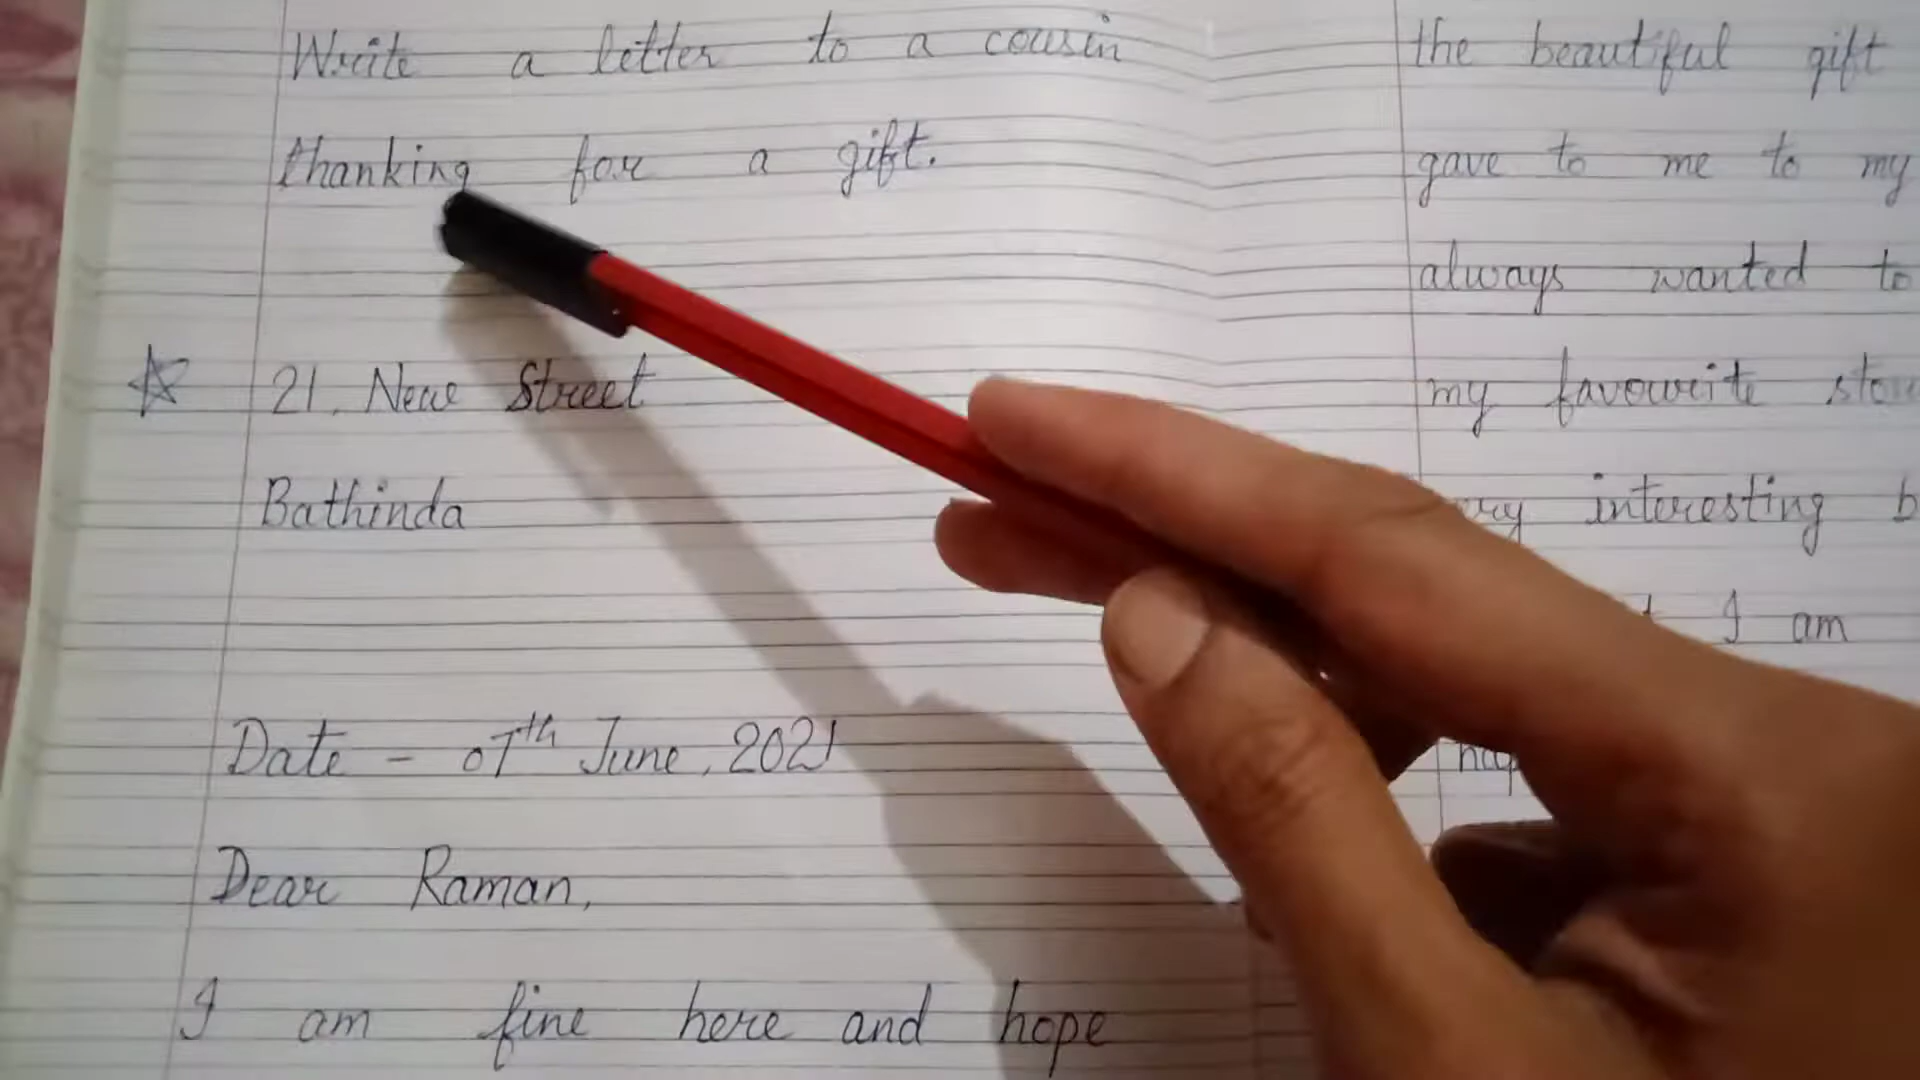 Write a letter to a cousin
thanking for a gift.
21. New Street
Bathinda
Date - 07th June, 2021
Dear Raman,
I am fine here and hope
the beautiful gift
gave to me to my
always wanted to
my favourite
interesting
I am